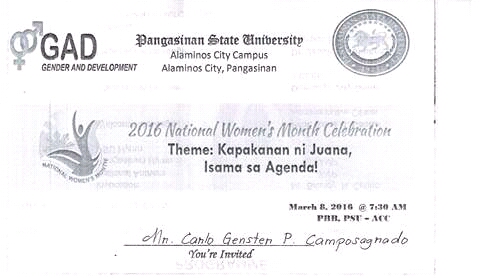 GAD
GENDER AND DEVELOPMENT
Pangasinan State University
Alaminos City Campus
Alaminos City, Pangasinan
NATIONAL WOMEN'S MONTH
2016 National Women's Month Celebration
Theme: Kapakanan ni Juana,
Isama sa Agenda!
March 8, 2016 @ 7:30 AM
PRB, PSU – ACC
Mr. Carlo Gensten P. Camposagnado
You're Invited